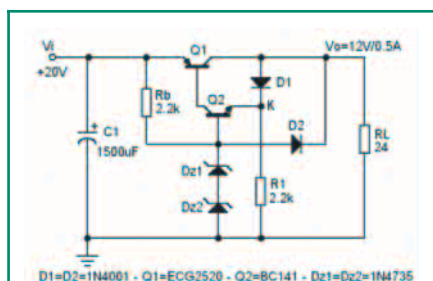 Vi
Q1
Vo=12V/0.5A
+20V
D1
Rb
2.2k
Q2
K
D2
C1
+
1500uF
RL
24
Dz1
R1
2.2k
Dz2
D1=D2=1N4001 - Q1=ECG2520 - Q2=BC141 - Dz1=Dz2=1N4735